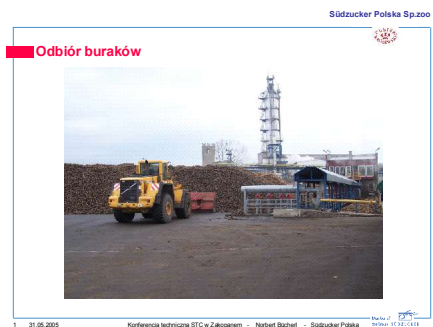 Südzucker Polska Sp.zoo
Odbiór buraków
1 31.05.2005 Konferencja techniczna STC w Zakopanem - Norbert Bücherl - Südzucker Polska